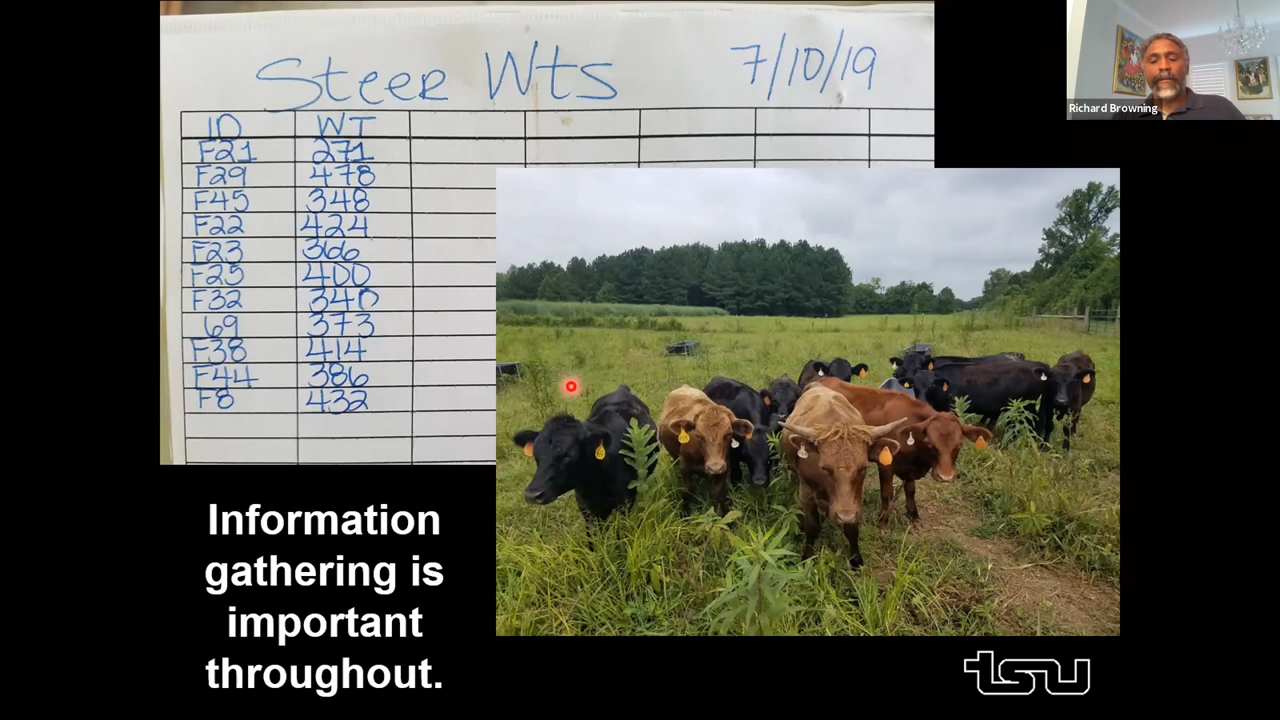 Steer Wts 7/10/19
ID WT
F21 271
F29 478
F45 348
F22 424
F23 366
F25 400
F32 340
69 373
F38 414
F44 386
F8 432
Richard Browning
Information
gathering is
important
throughout.
tsu